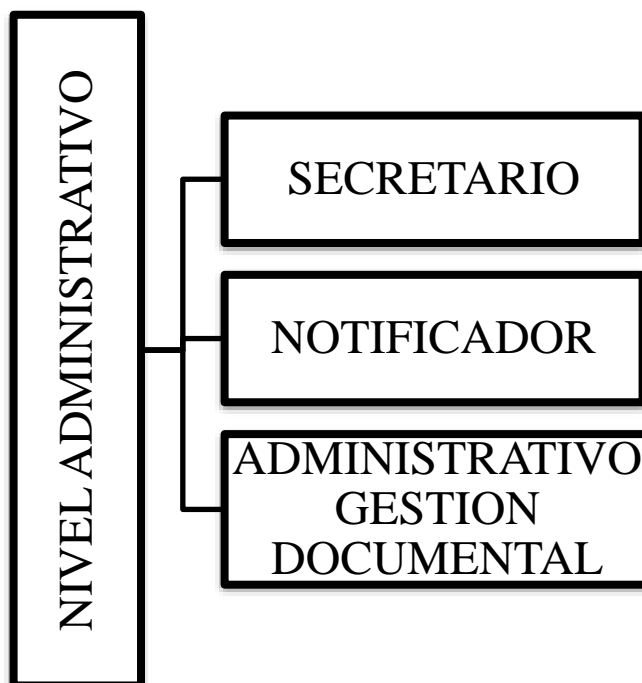 NIVEL ADMINISTRATIVO
SECRETARIO
NOTIFICADOR
ADMINISTRATIVO
GESTION
DOCUMENTAL